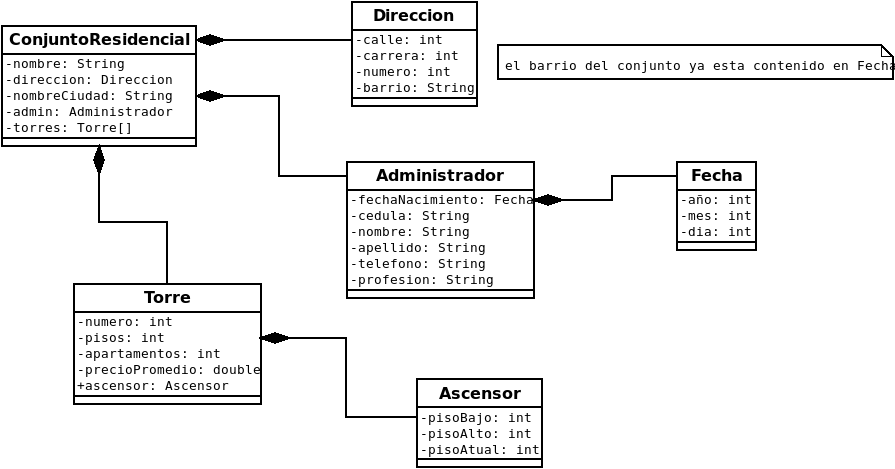 ConjuntoResidencial
-nombre: String
-direccion: Direccion
-nombreCiudad: String
-admin: Administrador
-torres: Torre[]
Direccion
-calle: int
-carrera: int
-numero: int
-barrio: String
el barrio del conjunto ya esta contenido en Fecha
Administrador
-fechaNacimiento: Fecha
-cedula: String
-nombre: String
-apellido: String
-telefono: String
-profesion: String
Fecha
-año: int
-mes: int
-dia: int
Torre
-numero: int
-pisos: int
-apartamentos: int
-precioPromedio: double
+ascensor: Ascensor
Ascensor
-pisoBajo: int
-pisoAlto: int
-pisoAtual: int